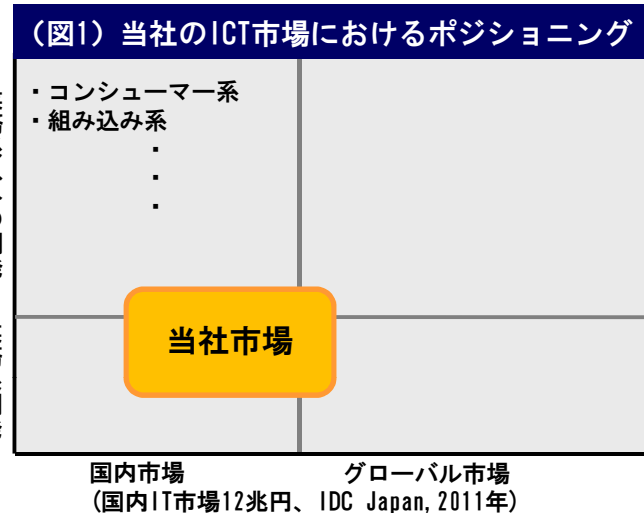 （図1）当社のICT市場におけるポジショニング
・コンシューマー系
・組み込み系
・
・
・
当社市場
国内市場
グローバル市場
(国内IT市場12兆円、IDC Japan,2011年)